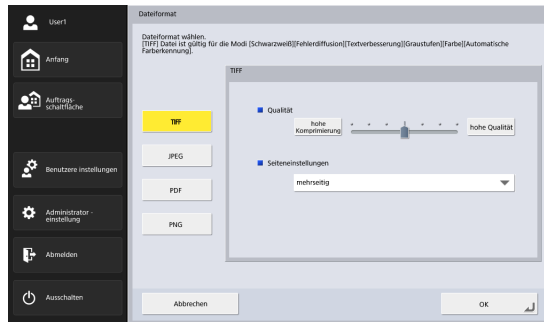 User1
Anfang
Auftrags-
schaltfläche
Benutzere instellungen
Administrator -
einstellung
Abmelden
Ausschalten
Dateiformat
Dateiformat wählen.
[TIFF] Datei ist gültig für die Modi [Schwarzweiß][Fehlerdiffusion][Textverbesserung][Graustufen][Farbe][Automatische
Farberkennung].
TIFF
JPEG
PDF
PNG
TIFF
Qualität
hohe
Komprimierung
hohe Qualität
Seiteneinstellungen
mehrseitig
Abbrechen
OK